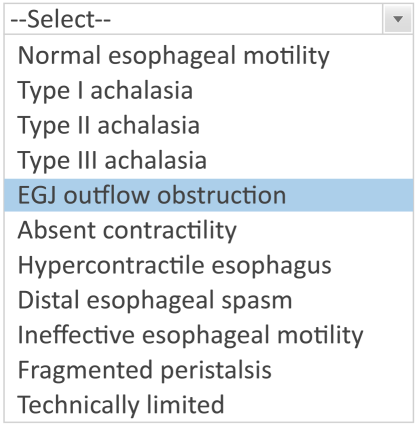 --Select--
Normal esophageal motility
Type I achalasia
Type II achalasia
Type III achalasia
EGJ outflow obstruction
Absent contractility
Hypercontractile esophagus
Distal esophageal spasm
Ineffective esophageal motility
Fragmented peristalsis
Technically limited